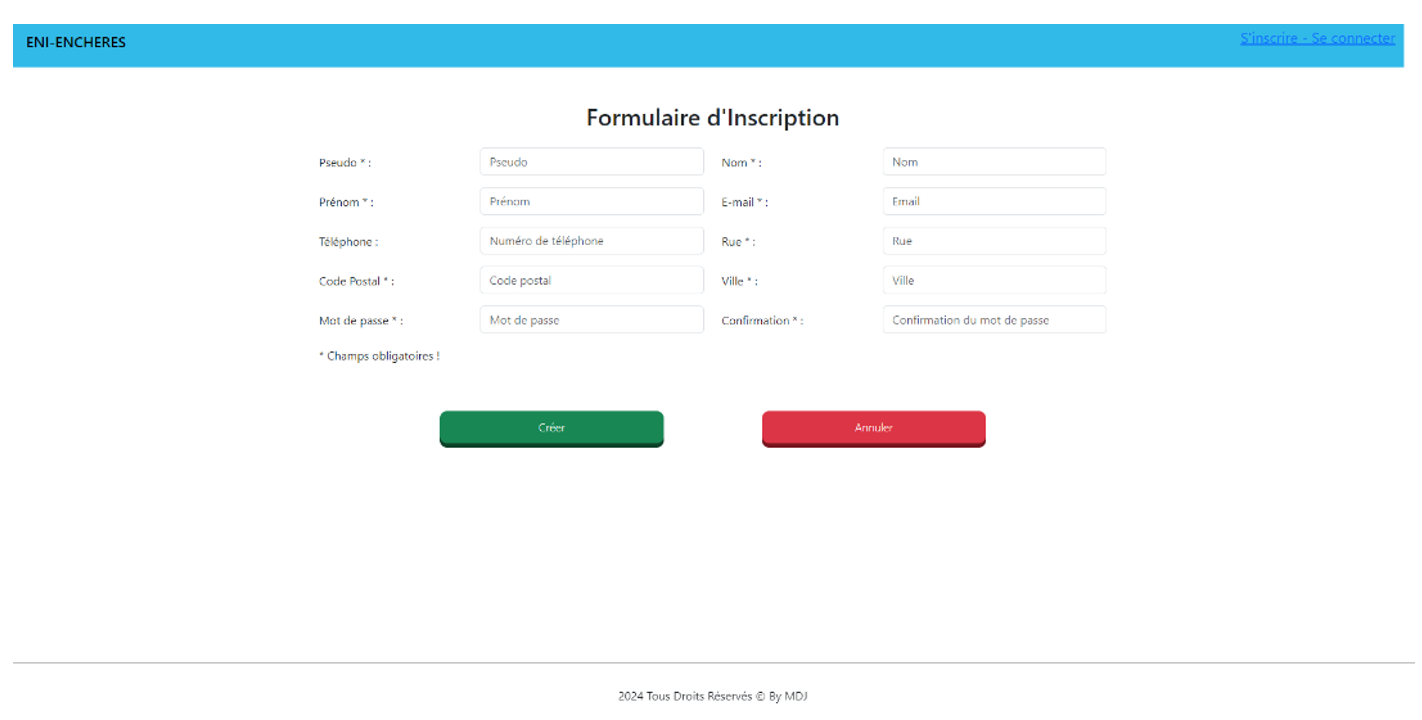 ENI-ENCHERES S'inscrire - Se connecter
Formulaire d'Inscription
Pseudo * : Pseudo Nom * : Nom
Prénom * : Prénom E-mail * : Email
Téléphone : Numéro de téléphone Rue * : Rue
Code Postal * : Code postal Ville * : Ville
Mot de passe * : Mot de passe Confirmation * : Confirmation du mot de passe
* Champs obligatoires !
Créer Annuler
2024 Tous Droits Réservés © By MDJ